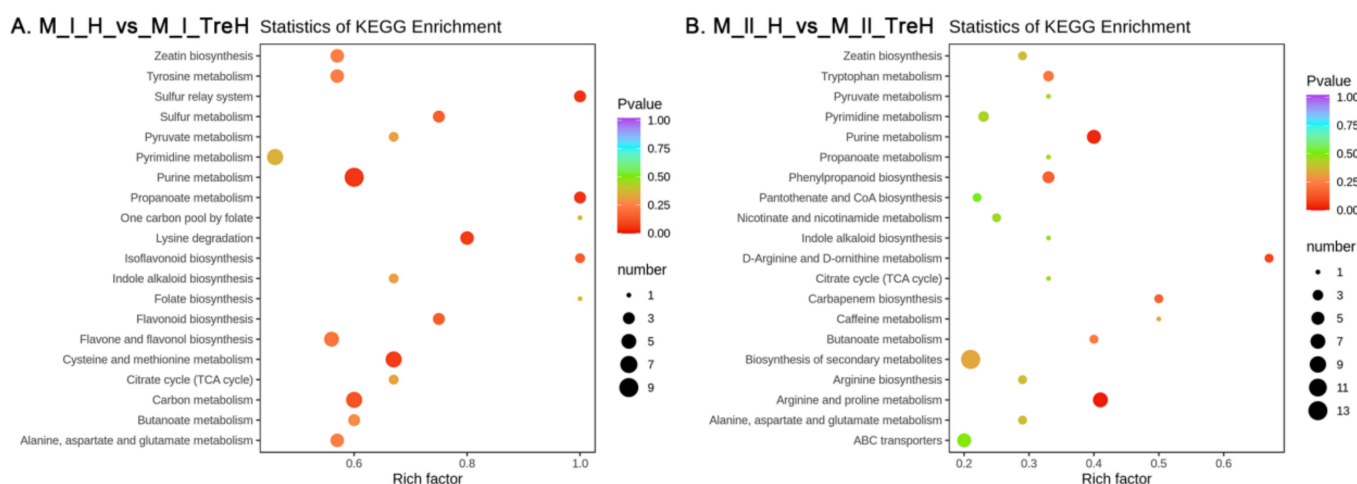 A. M_I_H_vs_M_I_TreH Statistics of KEGG Enrichment
Zeatin biosynthesis
Tyrosine metabolism
Sulfur relay system
Sulfur metabolism
Pyruvate metabolism
Pyrimidine metabolism
Purine metabolism
Propanoate metabolism
One carbon pool by folate
Lysine degradation
Isoflavonoid biosynthesis
Indole alkaloid biosynthesis
Folate biosynthesis
Flavonoid biosynthesis
Flavone and flavonol biosynthesis
Cysteine and methionine metabolism
Citrate cycle (TCA cycle)
Carbon metabolism
Butanoate metabolism
Alanine, aspartate and glutamate metabolism
0.6 0.8 1.0
Rich factor
Pvalue
1.00
0.75
0.50
0.25
0.00
number
1
3
5
7
9
B. M_II_H_vs_M_II_TreH Statistics of KEGG Enrichment
Zeatin biosynthesis
Tryptophan metabolism
Pyruvate metabolism
Pyrimidine metabolism
Purine metabolism
Propanoate metabolism
Phenylpropanoid biosynthesis
Pantothenate and CoA biosynthesis
Nicotinate and nicotinamide metabolism
Indole alkaloid biosynthesis
D-Arginine and D-ornithine metabolism
Citrate cycle (TCA cycle)
Carbapenem biosynthesis
Caffeine metabolism
Butanoate metabolism
Biosynthesis of secondary metabolites
Arginine biosynthesis
Arginine and proline metabolism
Alanine, aspartate and glutamate metabolism
ABC transporters
0.2 0.3 0.4 0.5 0.6
Rich factor
Pvalue
1.00
0.75
0.50
0.25
0.00
number
1
3
5
7
9
11
13